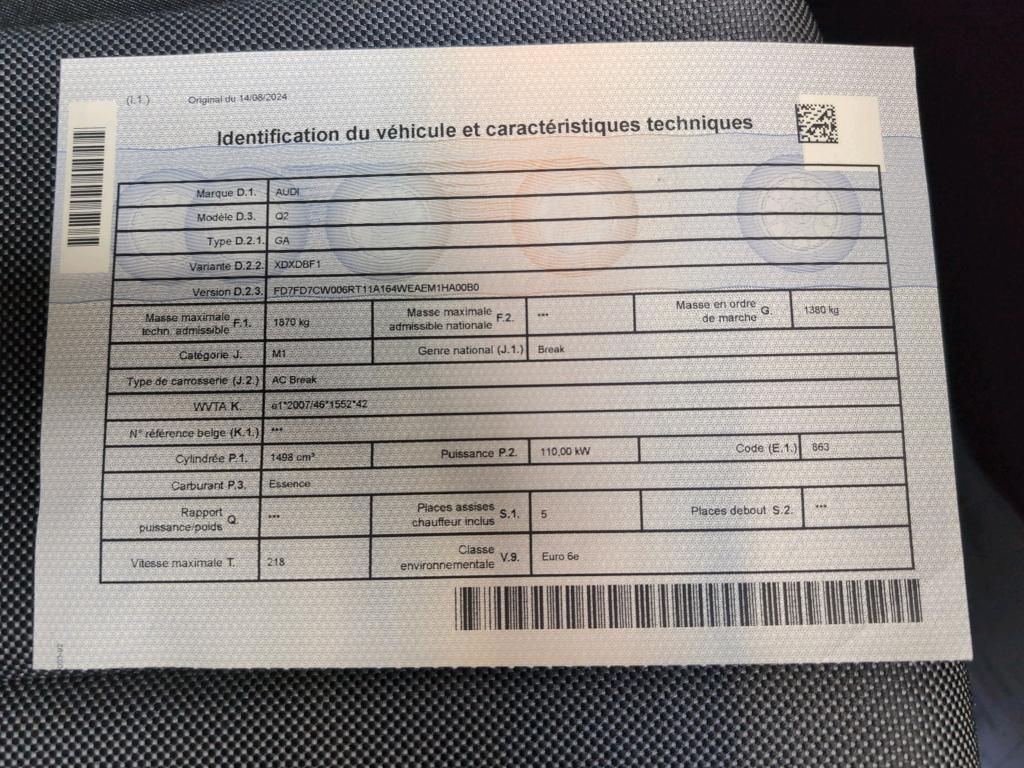 (I.1.) Original du 14/08/2024
Identification du véhicule et caractéristiques techniques
Marque D.1. AUDI
Modèle D.3. Q2
Type D.2.1. GA
Variante D.2.2. XDXDBF1
Version D.2.3. FD7FD7CW006RT11A164WEAEM1HA00B0
Masse maximale techn. admissible F.1. 1870 kg Masse maximale admissible nationale F.2. *** Masse en ordre de marche G. 1380 kg
Catégorie J. M1 Genre national (J.1.) Break
Type de carrosserie (J.2.) AC Break
WVTA K. e1*2007/46*1552*42
N° référence belge (K.1.) ***
Cylindrée P.1. 1498 cm³ Puissance P.2. 110,00 kW Code (E.1.) 863
Carburant P.3. Essence
Rapport puissance/poids Q. *** Places assises chauffeur inclus S.1. 5 Places debout S.2. ***
Vitesse maximale T. 218 Classe environnementale V.9. Euro 6e